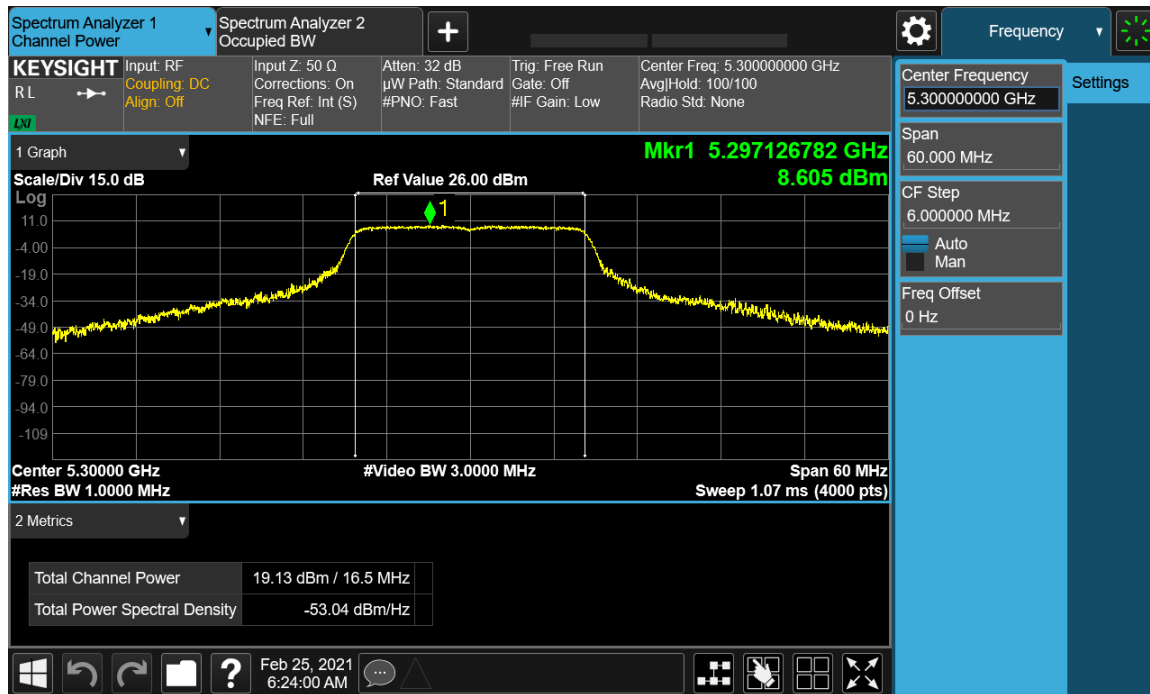 Spectrum Analyzer 1
Channel Power
Spectrum Analyzer 2
Occupied BW
Frequency
KEYSIGHT
R L
LXI
Input: RF
Coupling: DC
Align: Off
Input Z: 50 Ω
Corrections: On
Freq Ref: Int (S)
NFE: Full
Atten: 32 dB
µW Path: Standard
#PNO: Fast
Trig: Free Run
Gate: Off
#IF Gain: Low
Center Freq: 5.300000000 GHz
Avg|Hold: 100/100
Radio Std: None
Center Frequency
5.300000000 GHz
Settings
Span
60.000 MHz
CF Step
6.000000 MHz
Auto
Man
Freq Offset
0 Hz
1 Graph
Mkr1 5.297126782 GHz
8.605 dBm
Scale/Div 15.0 dB
Ref Value 26.00 dBm
Log
1
11.0
-4.00
-19.0
-34.0
-49.0
-64.0
-79.0
-94.0
-109
Center 5.30000 GHz
#Video BW 3.0000 MHz
Span 60 MHz
#Res BW 1.0000 MHz
Sweep 1.07 ms (4000 pts)
2 Metrics
Total Channel Power 19.13 dBm / 16.5 MHz
Total Power Spectral Density -53.04 dBm/Hz
?
Feb 25, 2021
6:24:00 AM